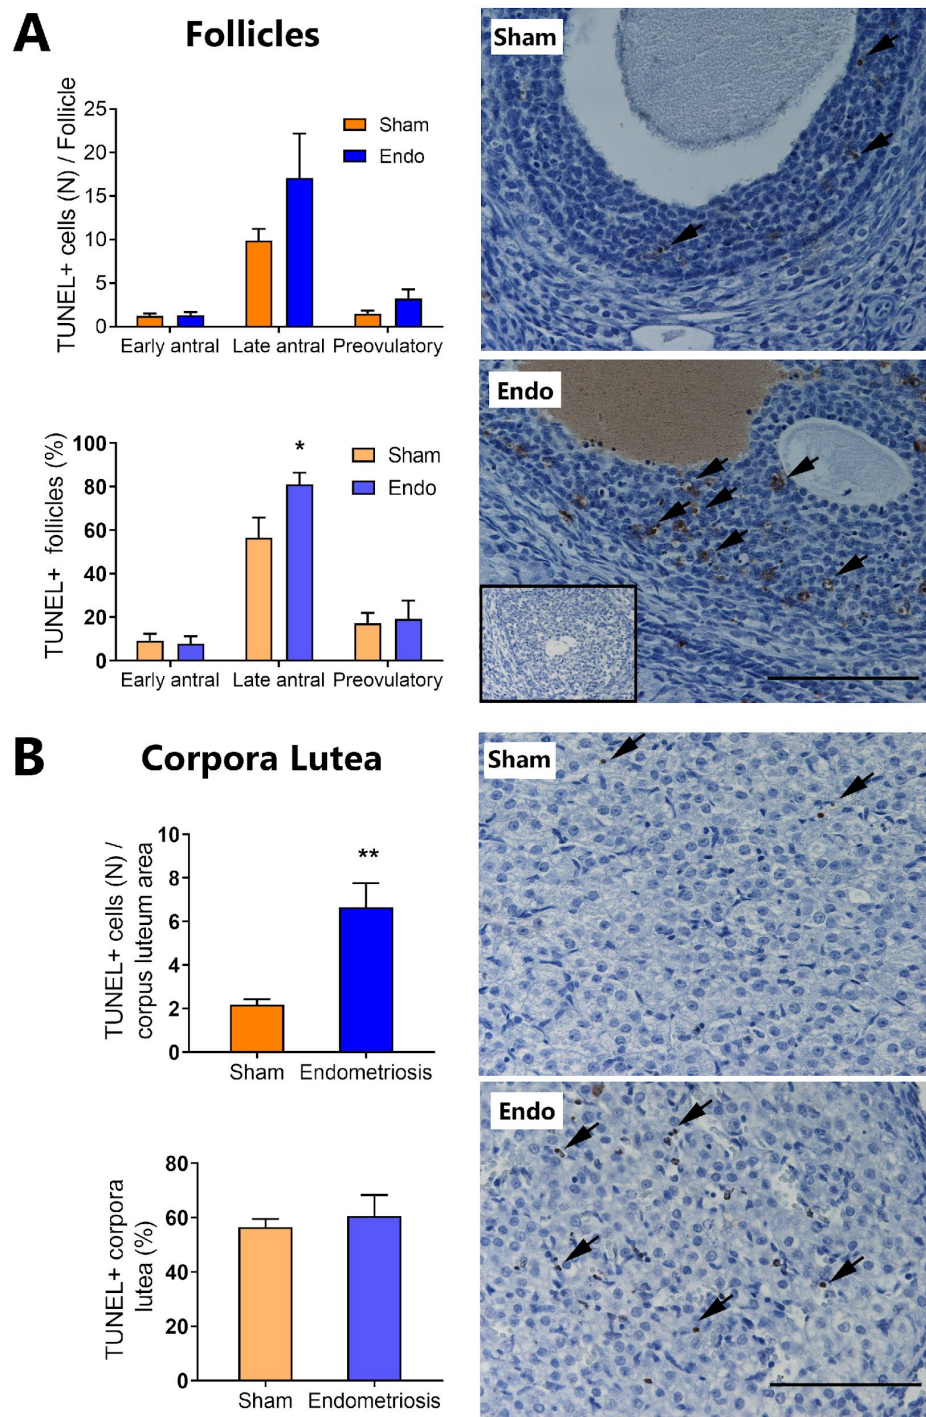 A
Follicles
TUNEL+ cells (N) / Follicle
25
20
15
10
5
0
Sham
Endo
Early antral
Late antral
Preovulatory
Sham
TUNEL+ follicles (%)
100
80
60
40
20
0
*
Sham
Endo
Early antral
Late antral
Preovulatory
Endo
B
Corpora Lutea
TUNEL+ cells (N) /
corpus luteum area
10
8
6
4
2
0
**
Sham
Endometriosis
Sham
TUNEL+ corpora
lutea (%)
80
60
40
20
0
Sham
Endometriosis
Endo